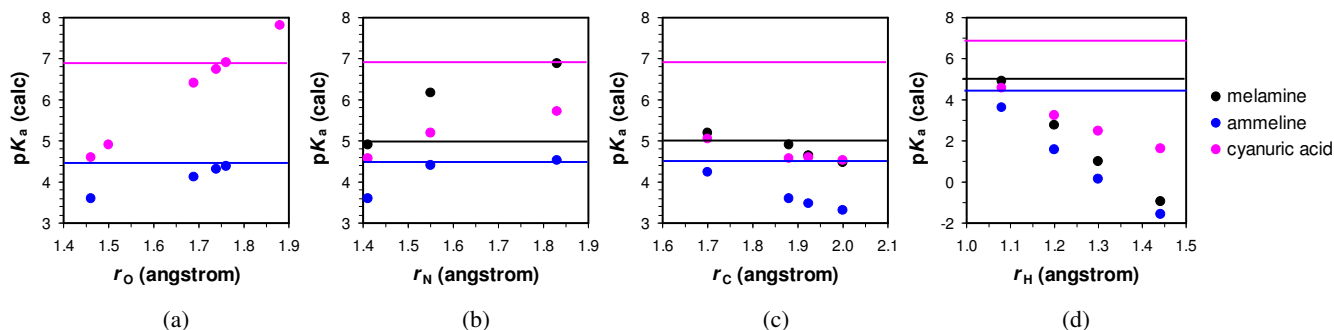 8
7
6
5
4
3
pKa (calc)
1.4 1.5 1.6 1.7 1.8 1.9
rO (angstrom)
(a)
8
7
6
5
4
3
pKa (calc)
1.4 1.5 1.6 1.7 1.8 1.9
rN (angstrom)
(b)
8
7
6
5
4
3
pKa (calc)
1.6 1.7 1.8 1.9 2.0 2.1
rC (angstrom)
(c)
8
6
4
2
0
-2
pKa (calc)
1.0 1.1 1.2 1.3 1.4 1.5
rH (angstrom)
(d)
melamine
ammeline
cyanuric acid